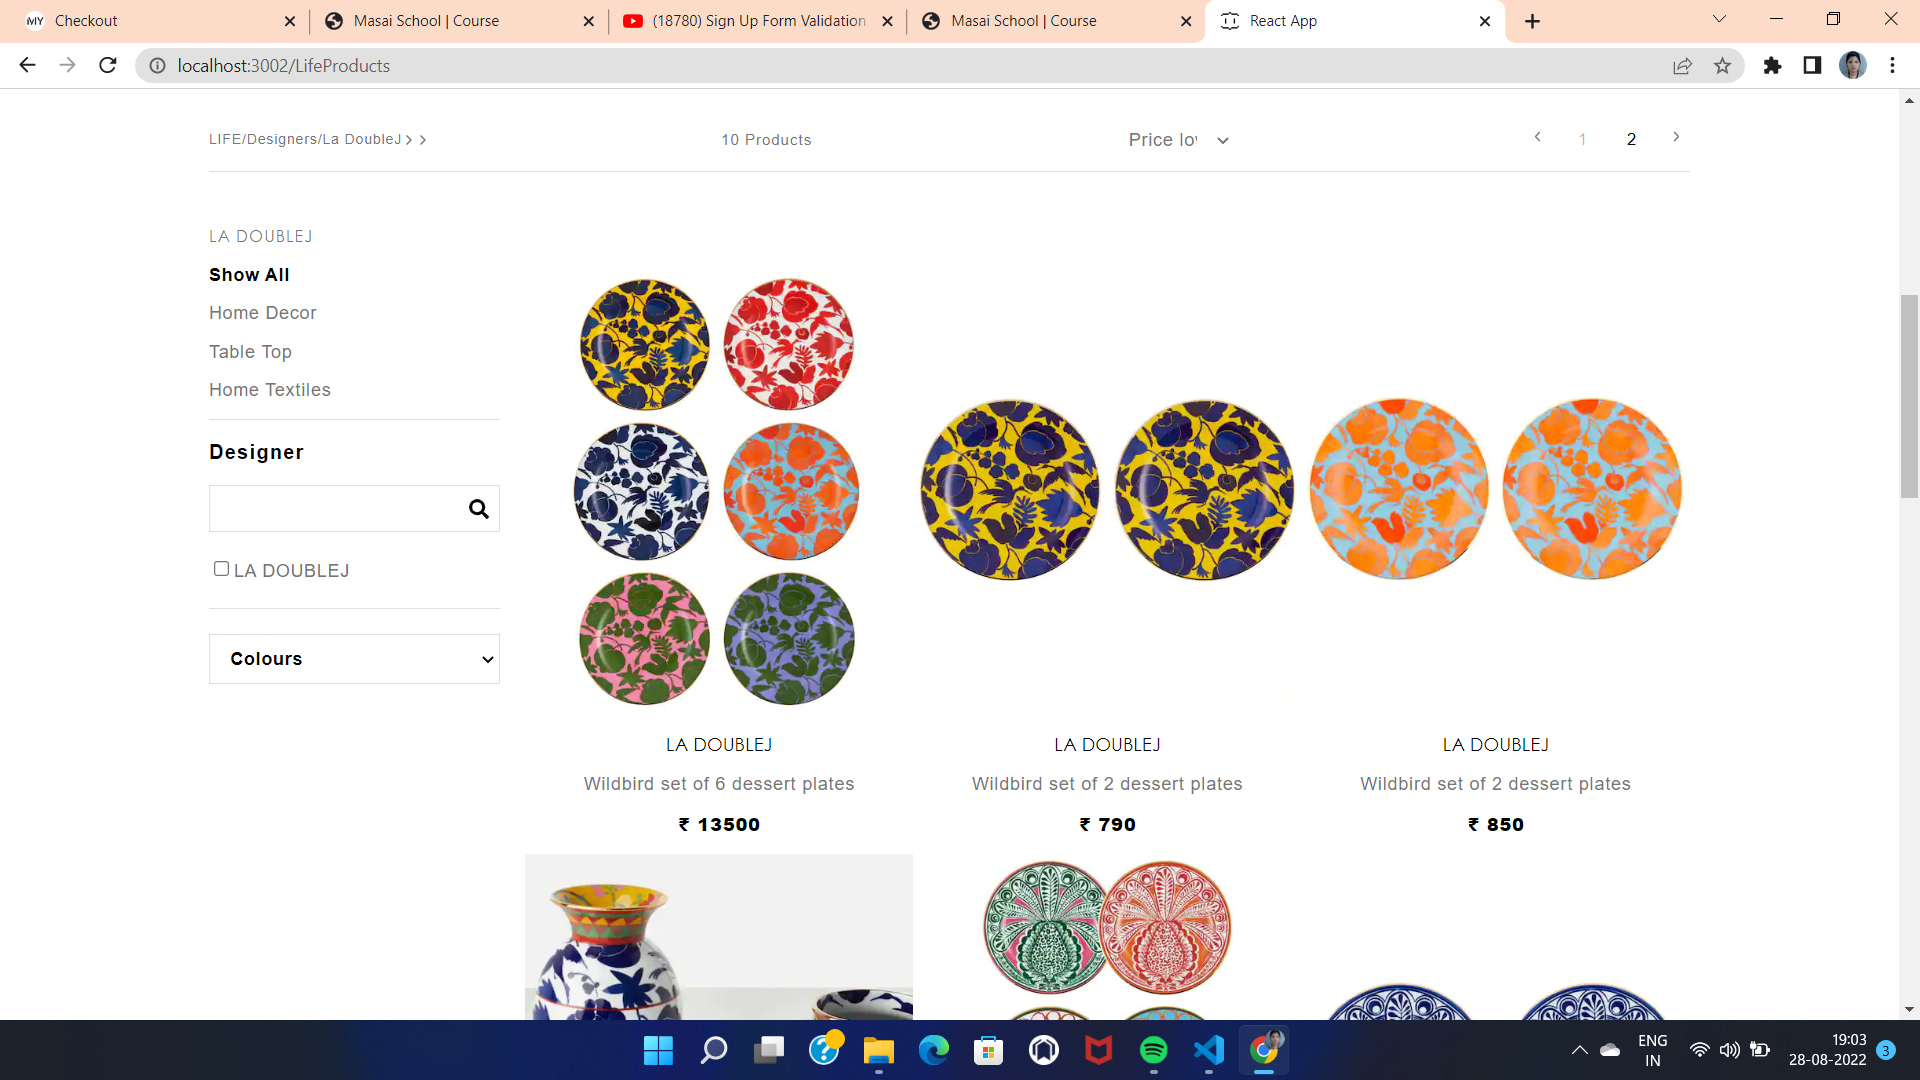 MY Checkout
Masai School | Course
(18780) Sign Up Form Validation
Masai School | Course
React App
localhost:3002/LifeProducts
LIFE/Designers/La DoubleJ > >
10 Products
Price lo
1
2
LA DOUBLEJ
Show All
Home Decor
Table Top
Home Textiles
Designer
LA DOUBLEJ
Colours
LA DOUBLEJ
Wildbird set of 6 dessert plates
₹ 13500
LA DOUBLEJ
Wildbird set of 2 dessert plates
₹ 790
LA DOUBLEJ
Wildbird set of 2 dessert plates
₹ 850
ENG
IN
19:03
28-08-2022
3